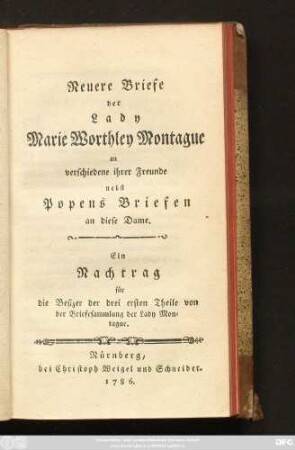 Neuere Briefe
der
Lady
Marie Worthley Montague
an
verschiedene ihrer Freunde
nebst
Popens Briefen
an diese Dame.
Ein
Nachtrag
für
die Besizer der drei ersten Theile von
der Briefesammlung der Lady Mon-
tague.
Nürnberg,
bei Christoph Weigel und Schneider.
1786.
DFG